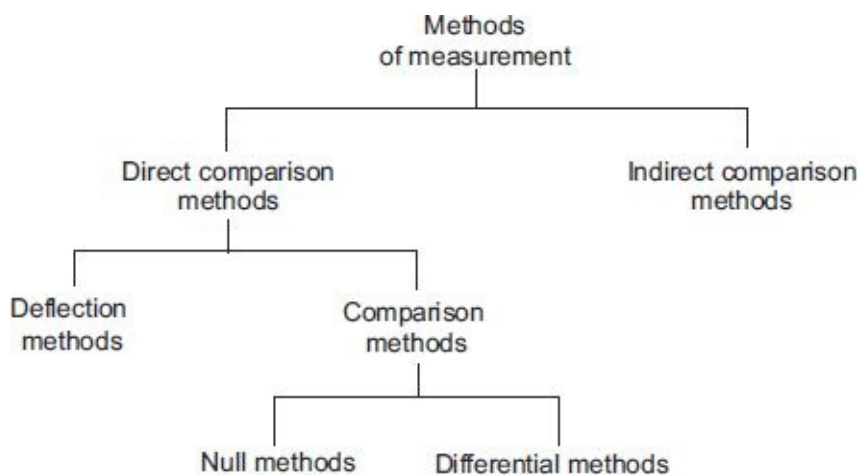 Methods
of measurement
Direct comparison
methods
Indirect comparison
methods
Deflection
methods
Comparison
methods
Null methods
Differential methods